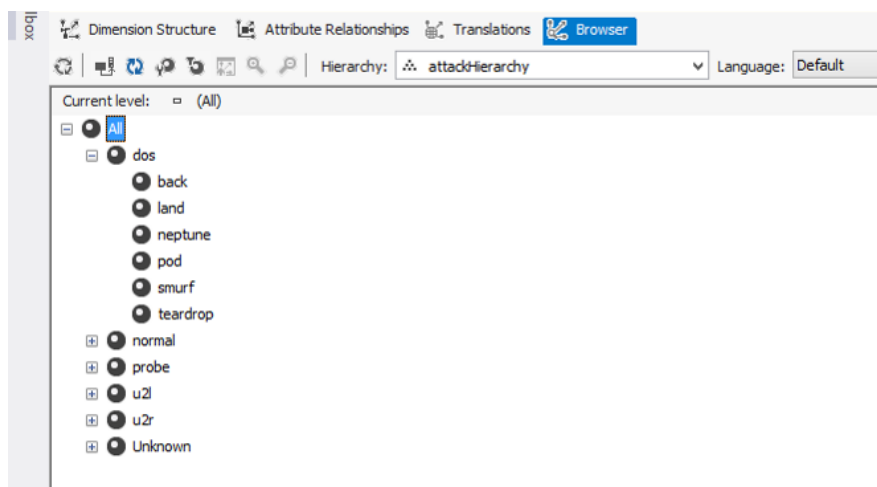 lbox
Dimension Structure Attribute Relationships Translations Browser
Hierarchy: attackHierarchy Language: Default
Current level: (All)
All
dos
back
land
neptune
pod
smurf
teardrop
normal
probe
u2l
u2r
Unknown